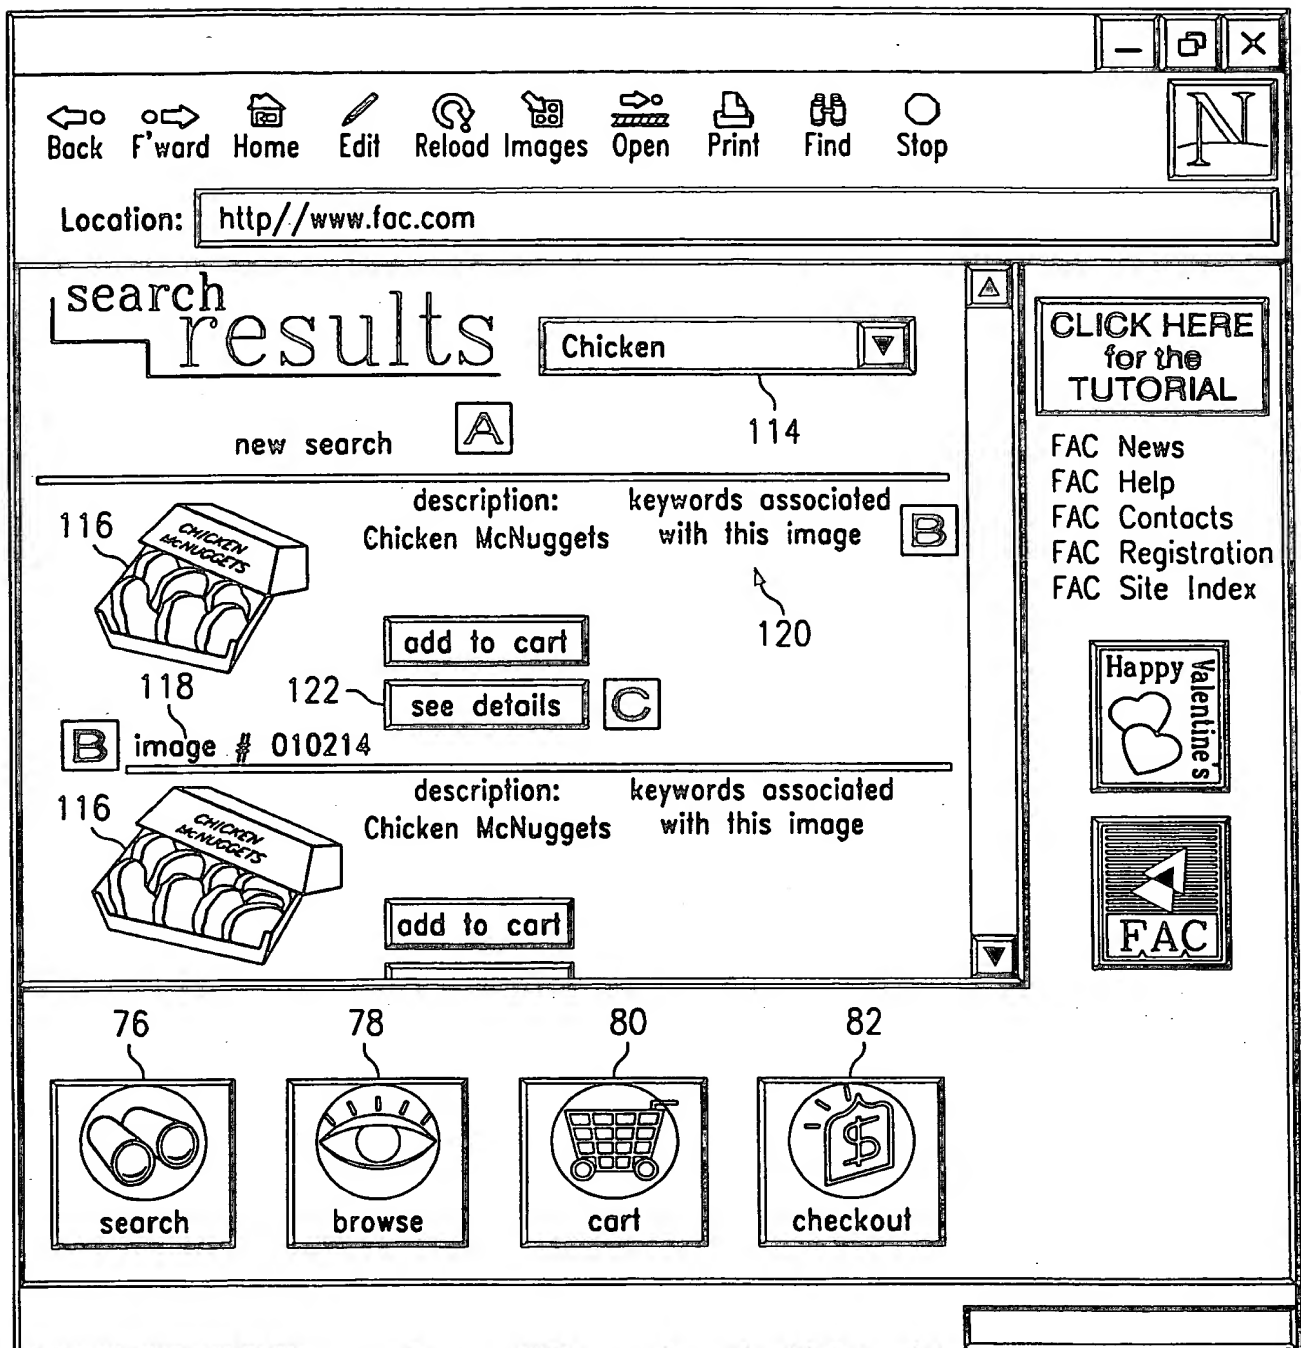 Back F'ward Home Edit Reload Images Open Print Find Stop
N
Location: http//www.fac.com
search
results
Chicken
114
new search A
CLICK HERE
for the
TUTORIAL
FAC News
FAC Help
FAC Contacts
FAC Registration
FAC Site Index
116
CHICKEN
McNUGGETS
description:
Chicken McNuggets
keywords associated
with this image
B
120
add to cart
118
122
see details
C
B image # 010214
Happy
Valentine's
116
CHICKEN
McNUGGETS
description:
Chicken McNuggets
keywords associated
with this image
add to cart
FAC
76 78 80 82
$
search browse cart checkout